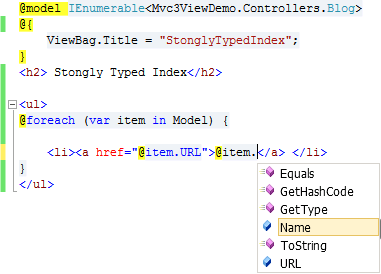 @model IEnumerable<Mvc3ViewDemo.Controllers.Blog>
@{
ViewBag.Title = "StonglyTypedIndex";
}
<h2> Stongly Typed Index</h2>
<ul>
@foreach (var item in Model) {
<li><a href="@item.URL">@item.</a> </li>
}
</ul>
Equals
GetHashCode
GetType
Name
ToString
URL